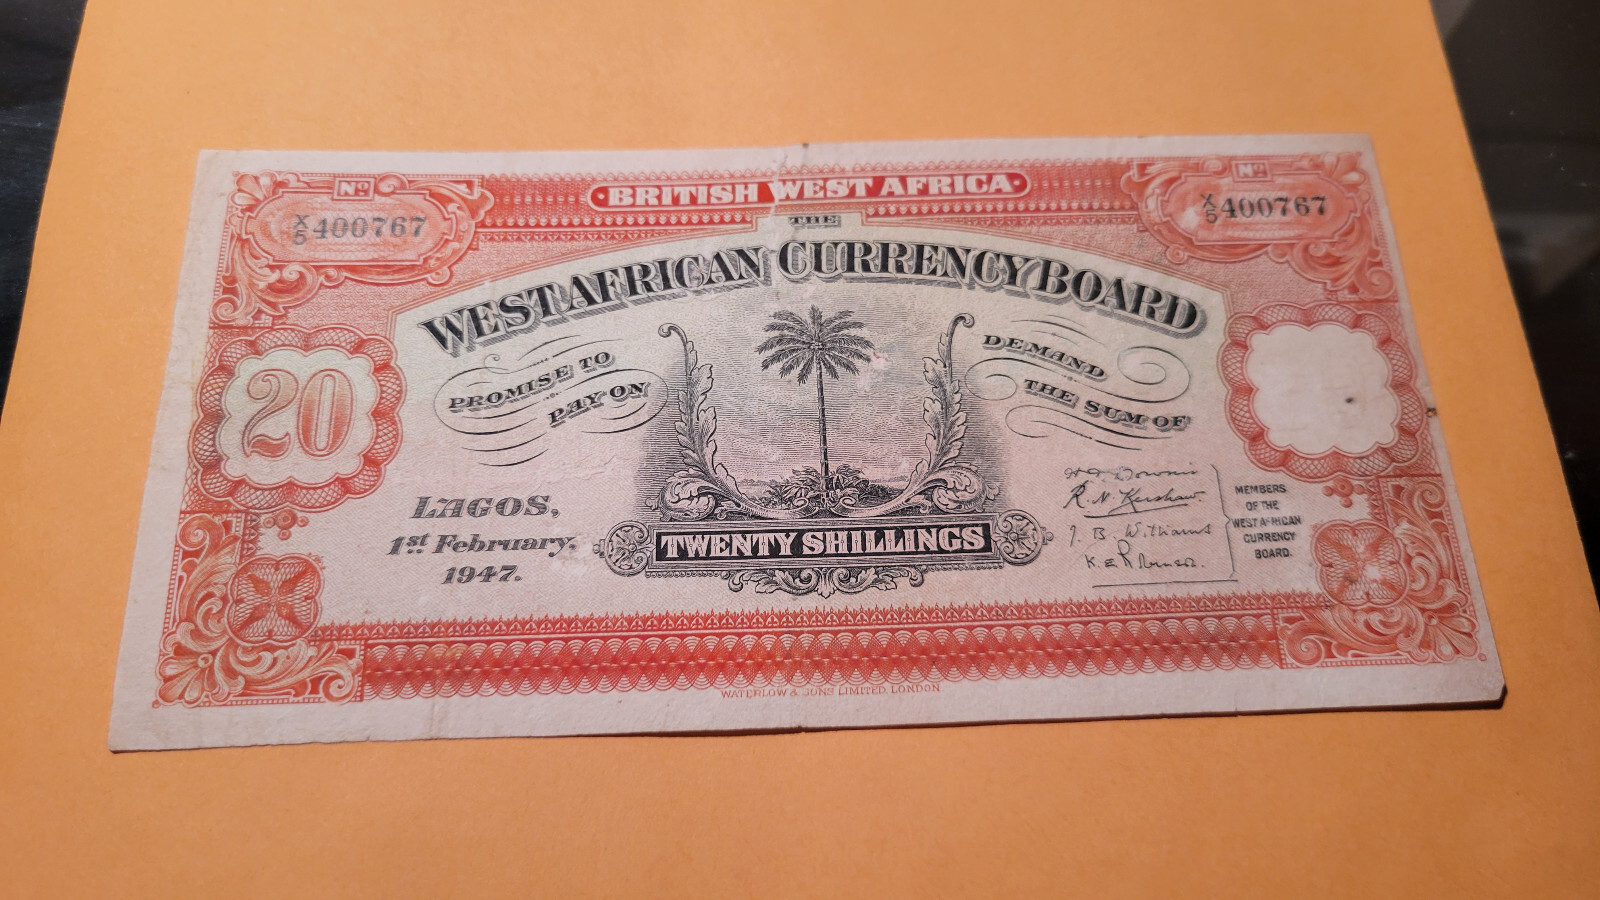 Nº
Nº
X/5 400767
BRITISH WEST AFRICA
X/5 400767
THE
WEST AFRICAN CURRENCY BOARD
PROMISE TO
PAY ON
DEMAND
THE SUM OF
20
LAGOS,
1st February,
1947.
TWENTY SHILLINGS
R. N. Kershaw.
J. B. Williams
MEMBERS
OF THE
WEST AFRICAN
CURRENCY
BOARD.
WATERLOW & SONS LIMITED, LONDON